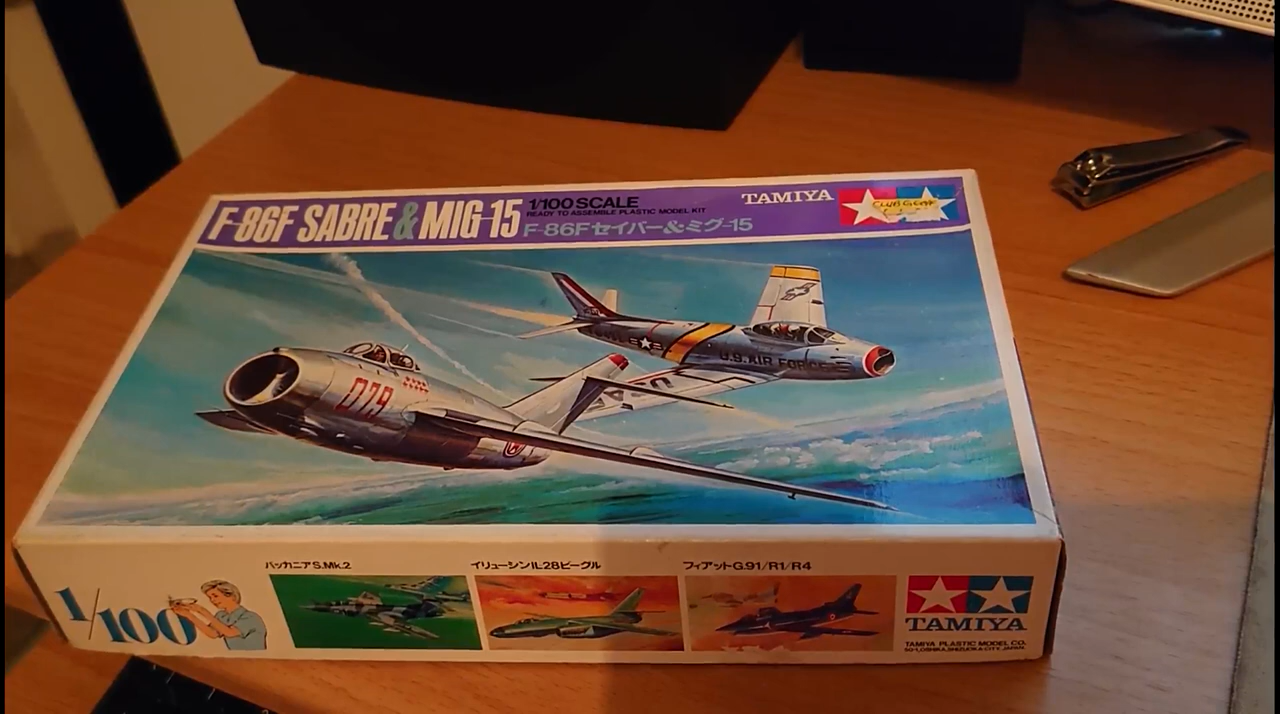 F-86F SABRE & MIG-15
1/100 SCALE
READY TO ASSEMBLE PLASTIC MODEL KIT
F-86Fセイバー&ミグ-15
TAMIYA
U.S. AIR FORCE
079
バッカニアS.Mk.2
イリューシンIL28ビーグル
フィアットG.91/R1/R4
1/100
TAMIYA
TAMIYA PLASTIC MODEL CO.